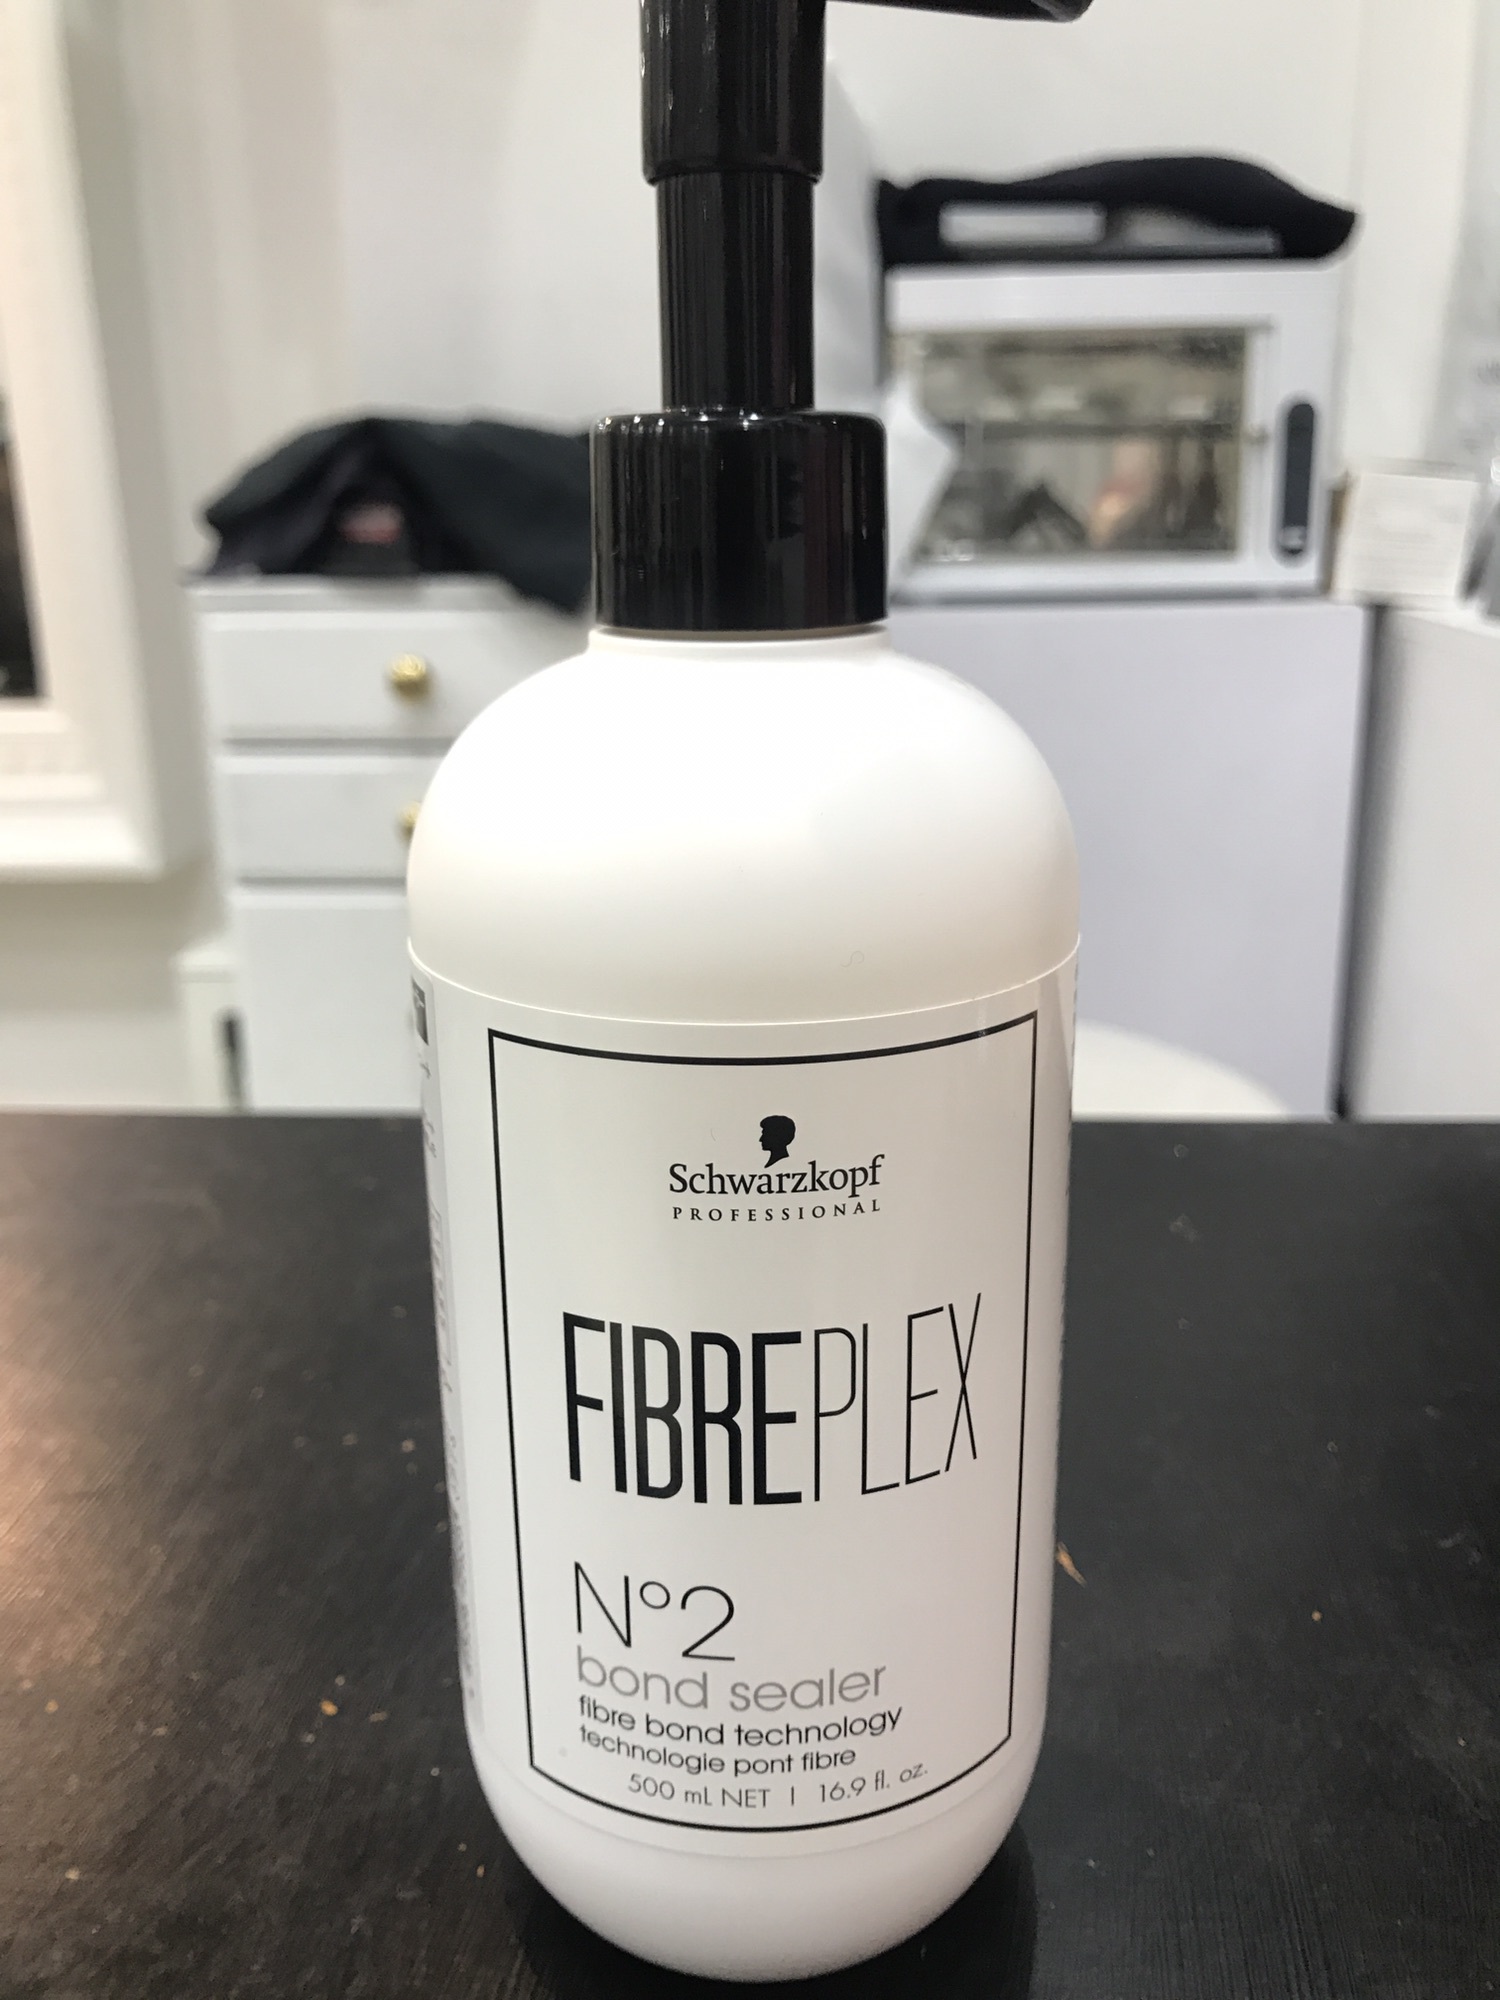 Schwarzkopf
PROFESSIONAL
FIBREPLEX
N°2
bond sealer
fibre bond technology
technologie pont fibre
500 mL NET | 16.9 fl. oz.